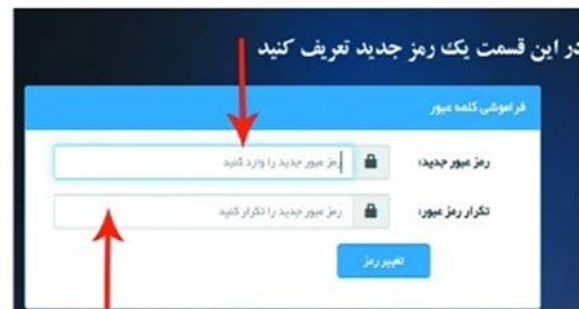 در این قسمت یک رمز جدید تعریف کنید
فراموشی کلمه عبور
رمز عبور جدید: رمز عبور جدید را وارد کنید
تکرار رمز عبور: رمز عبور جدید را تکرار کنید
تغییر رمز